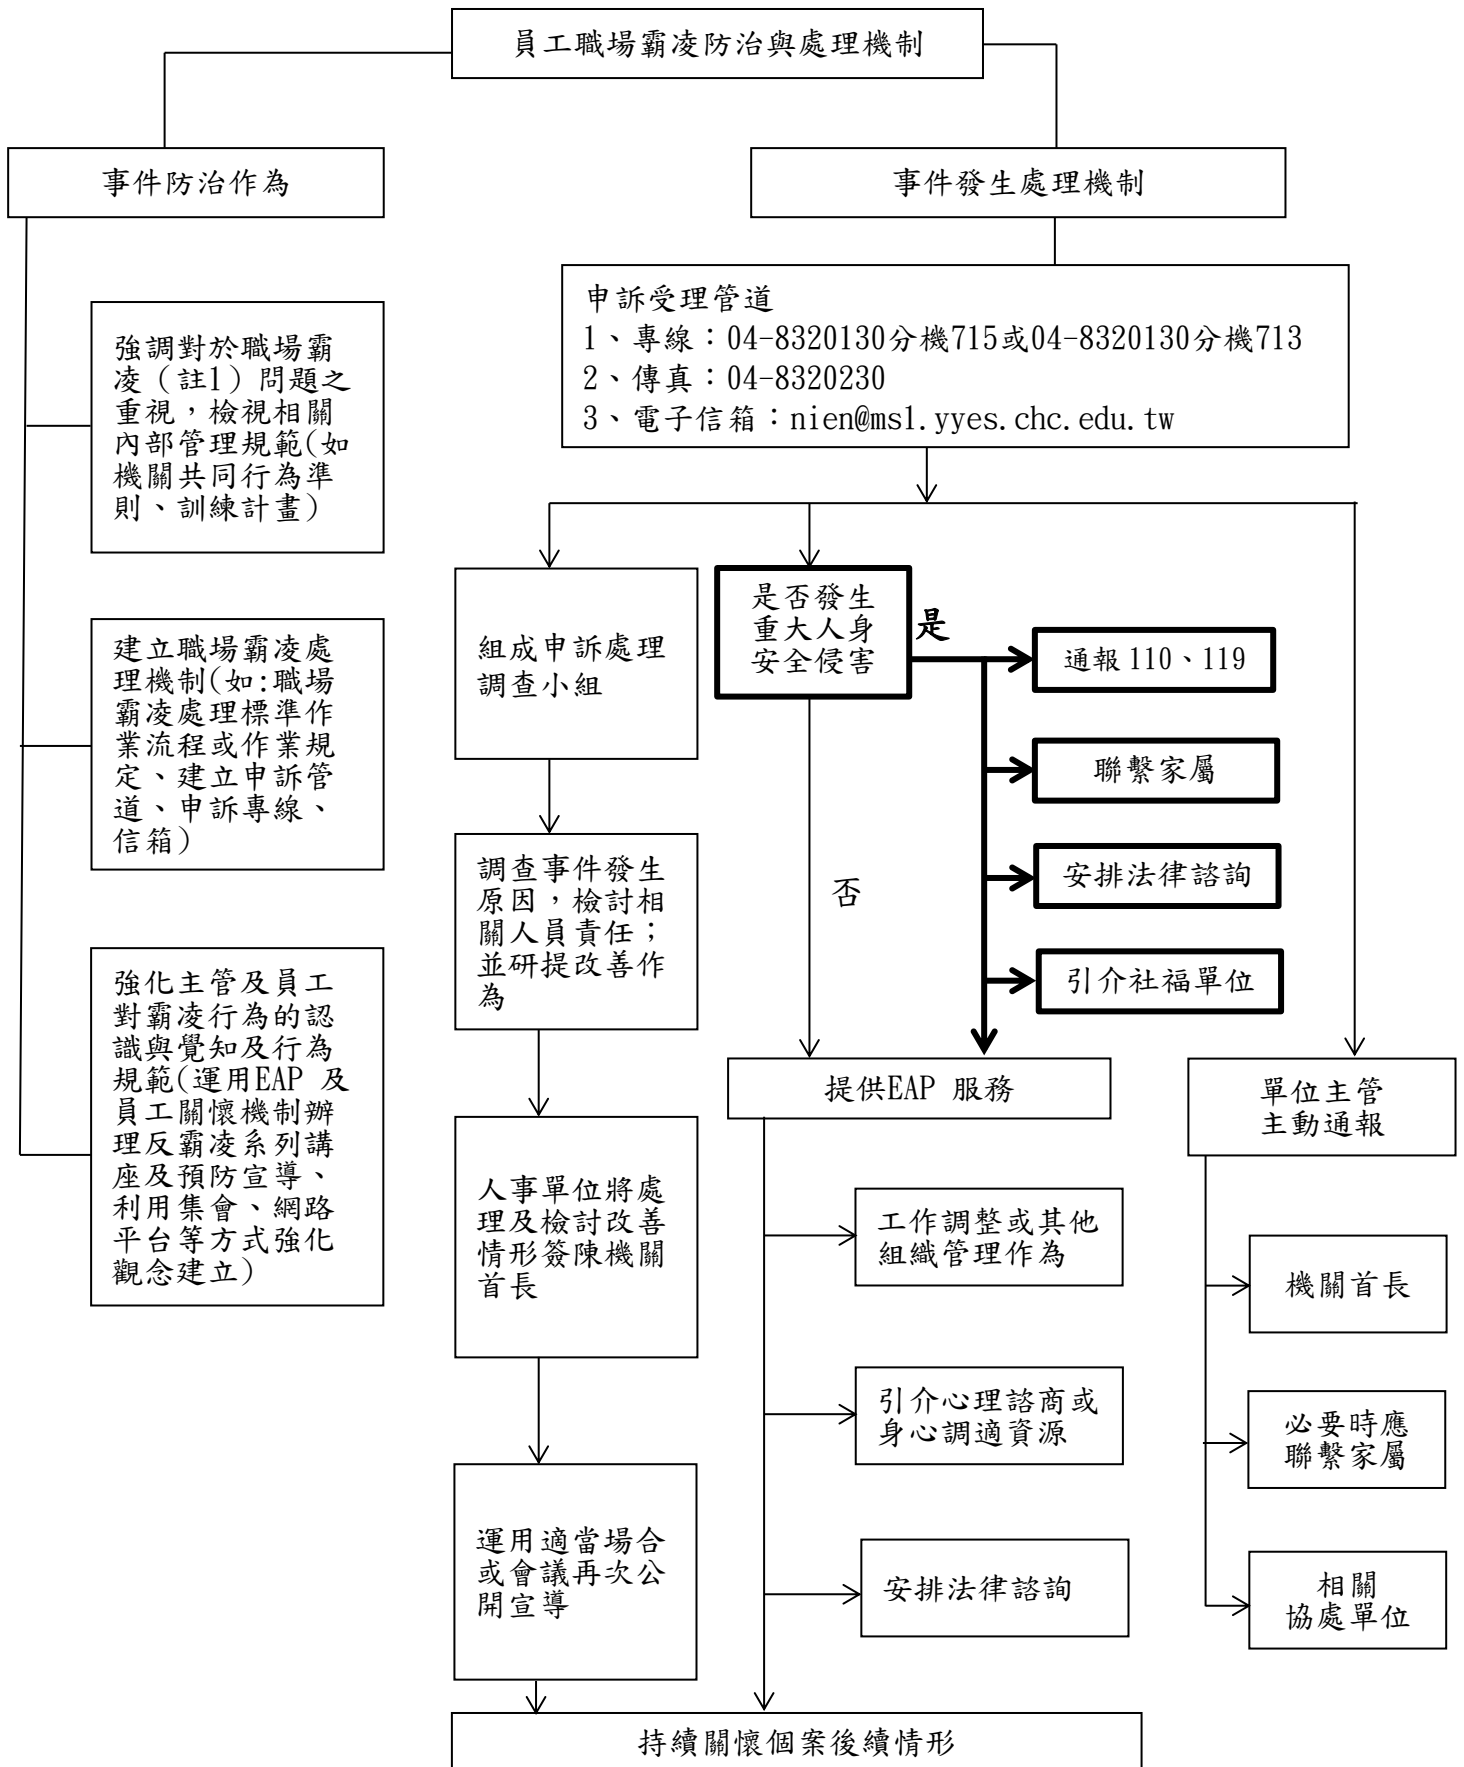 員工職場霸凌防治與處理機制
事件防治作為
事件發生處理機制
強調對於職場霸
凌（註1）問題之
重視，檢視相關
內部管理規範(如
機關共同行為準
則、訓練計畫)
建立職場霸凌處
理機制(如:職場
霸凌處理標準作
業流程或作業規
定、建立申訴管
道、申訴專線、
信箱)
強化主管及員工
對霸凌行為的認
識與覺知及行為
規範(運用EAP 及
員工關懷機制辦
理反霸凌系列講
座及預防宣導、
利用集會、網路
平台等方式強化
觀念建立)
申訴受理管道
1、專線：04-8320130分機715或04-8320130分機713
2、傳真：04-8320230
3、電子信箱：nien@ms1.yyes.chc.edu.tw
組成申訴處理
調查小組
調查事件發生
原因，檢討相
關人員責任；
並研提改善作
為
人事單位將處
理及檢討改善
情形簽陳機關
首長
運用適當場合
或會議再次公
開宣導
是否發生
重大人身
安全侵害
是
否
通報 110、119
聯繫家屬
安排法律諮詢
引介社福單位
提供EAP 服務
工作調整或其他
組織管理作為
引介心理諮商或
身心調適資源
安排法律諮詢
單位主管
主動通報
機關首長
必要時應
聯繫家屬
相關
協處單位
持續關懷個案後續情形